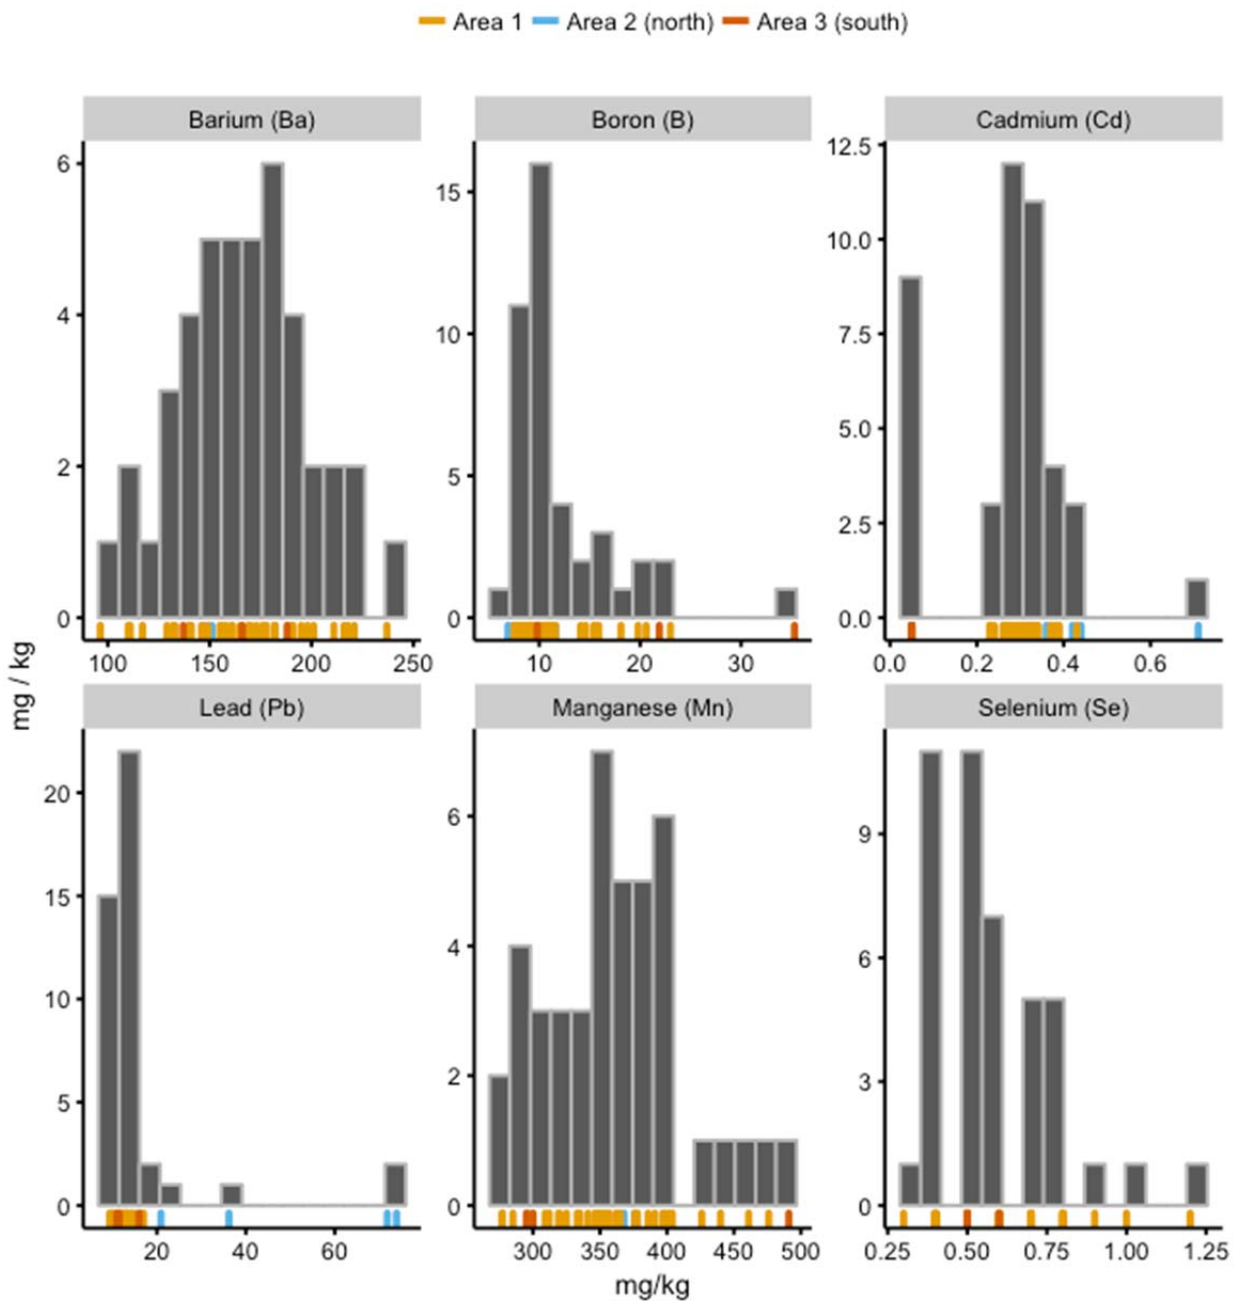 Area 1 Area 2 (north) Area 3 (south)
Barium (Ba) Boron (B) Cadmium (Cd)
6
4
2
0
100 150 200 250
15
10
5
0
10 20 30
12.5
10.0
7.5
5.0
2.5
0.0
0.0 0.2 0.4 0.6
mg / kg
Lead (Pb) Manganese (Mn) Selenium (Se)
20
15
10
5
0
20 40 60
6
4
2
0
300 350 400 450 500
9
6
3
0
0.25 0.50 0.75 1.00 1.25
mg/kg